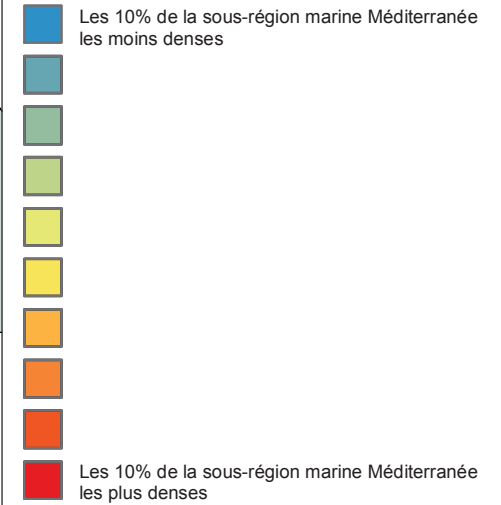 Les 10% de la sous-région marine Méditerranée
les moins denses
Les 10% de la sous-région marine Méditerranée
les plus denses